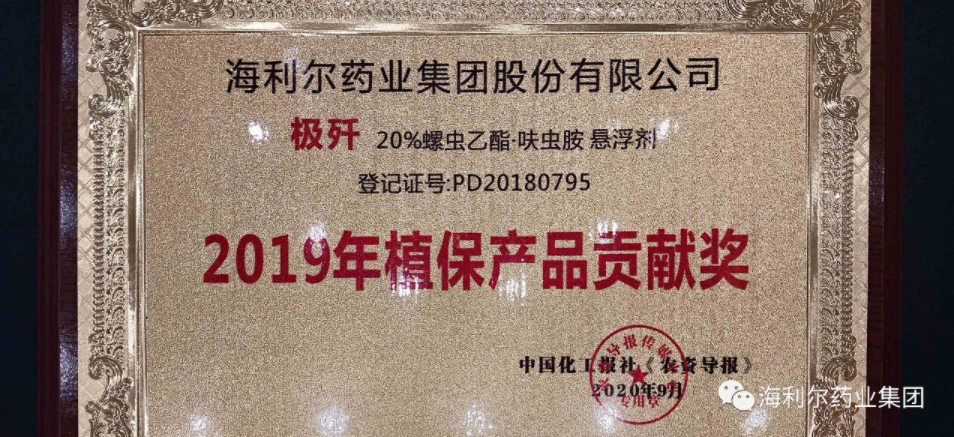 海利尔药业集团股份有限公司
极歼 20%螺虫乙酯·呋虫胺 悬浮剂
登记证号:PD20180795
2019年植保产品贡献奖
中国化工报社《农资导报》
2020年9月
专用章
海利尔药业集团